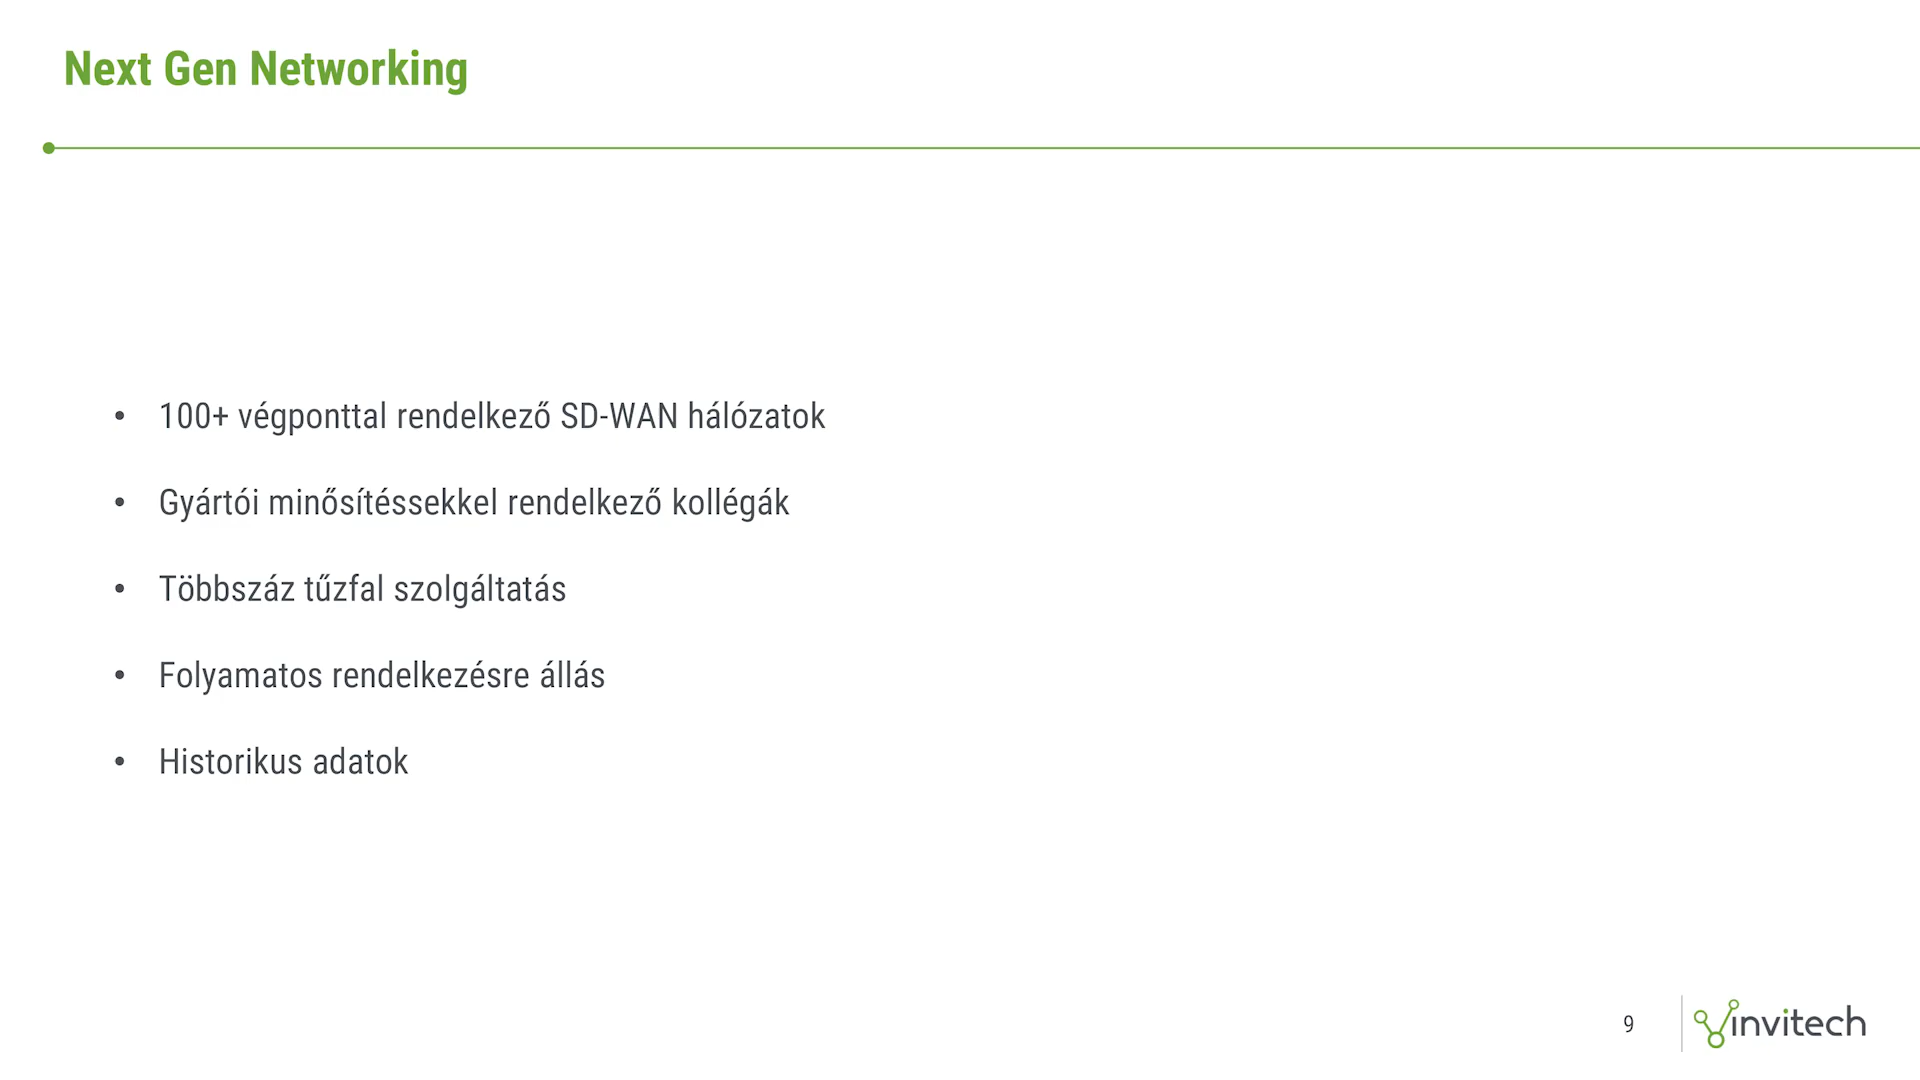 Next Gen Networking
• 100+ végponttal rendelkező SD-WAN hálózatok
• Gyártói minősítéssekkel rendelkező kollégák
• Többszáz tűzfal szolgáltatás
• Folyamatos rendelkezésre állás
• Historikus adatok
9
invitech